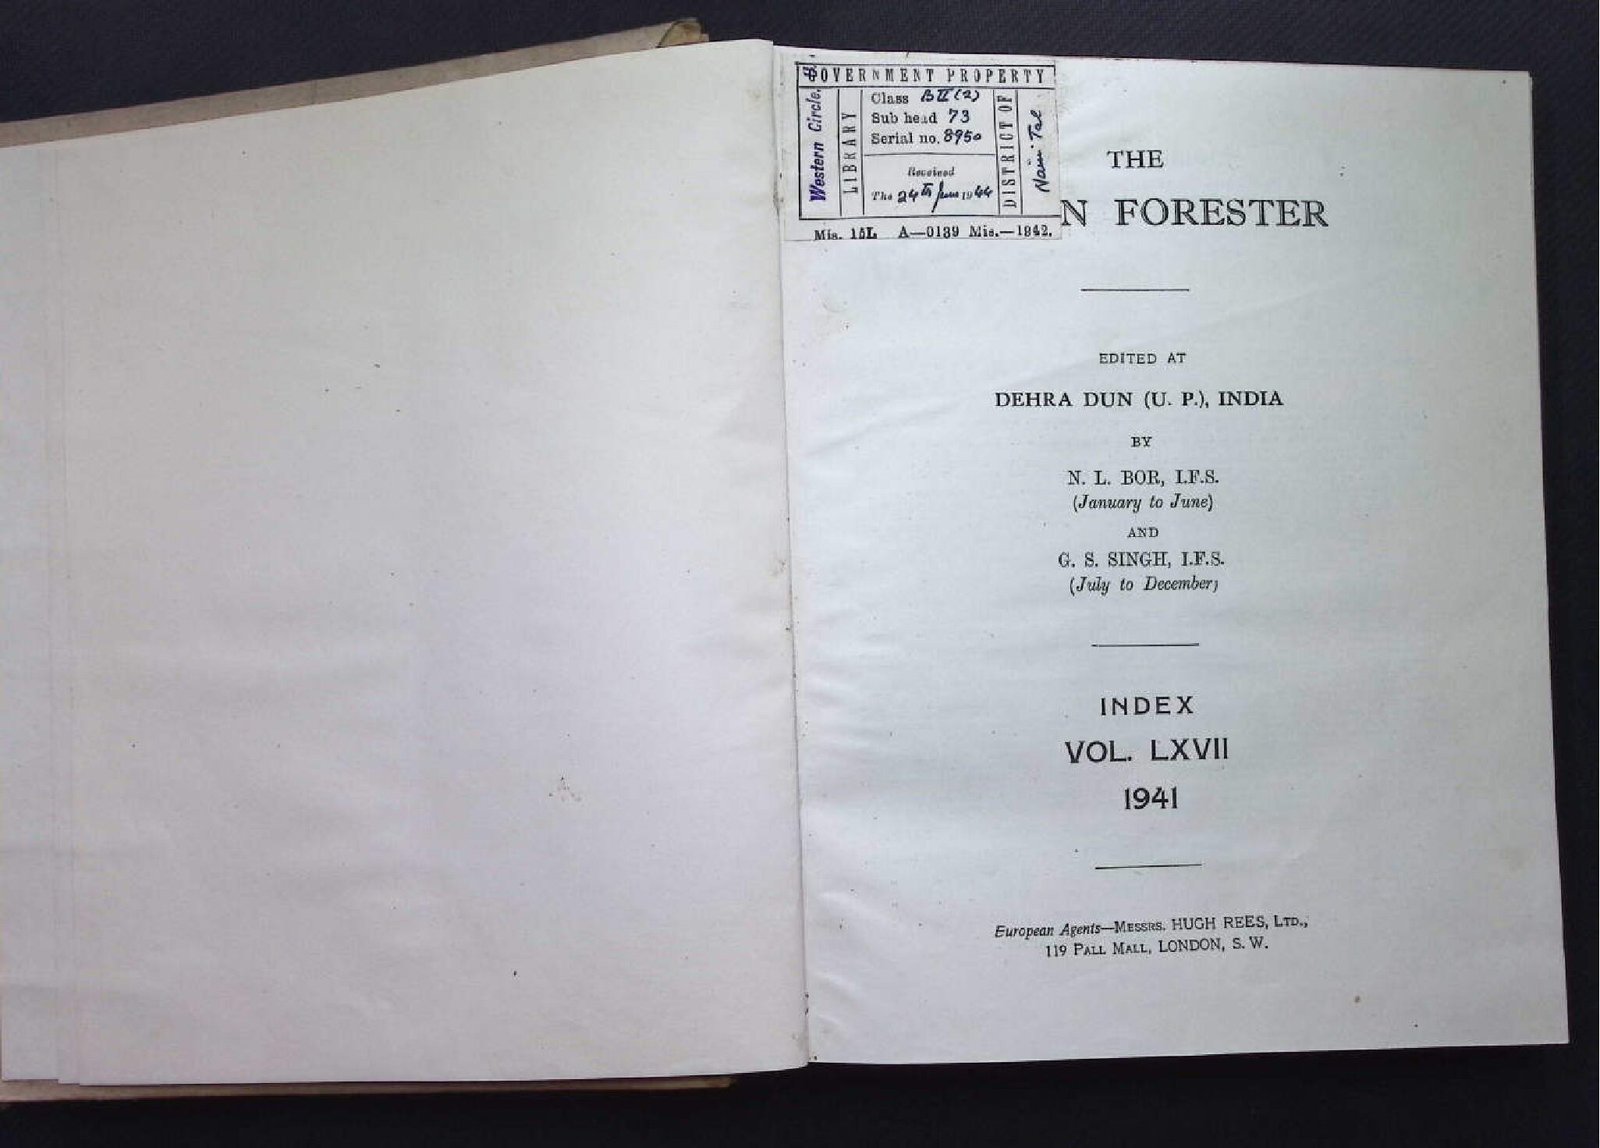 GOVERNMENT PROPERTY
Western Circle.
LIBRARY
Class B II (2)
Sub head 73
Serial no. 8950
Received
The 24th June 1944
DISTRICT OF
Naini Tal
Mis. 15L A—0139 Mis.—1942.
THE
N FORESTER
EDITED AT
DEHRA DUN (U. P.), INDIA
BY
N. L. BOR, I.F.S.
(January to June)
AND
G. S. SINGH, I.F.S.
(July to December)
INDEX
VOL. LXVII
1941
European Agents—MESSRS. HUGH REES, LTD.,
119 PALL MALL, LONDON, S. W.